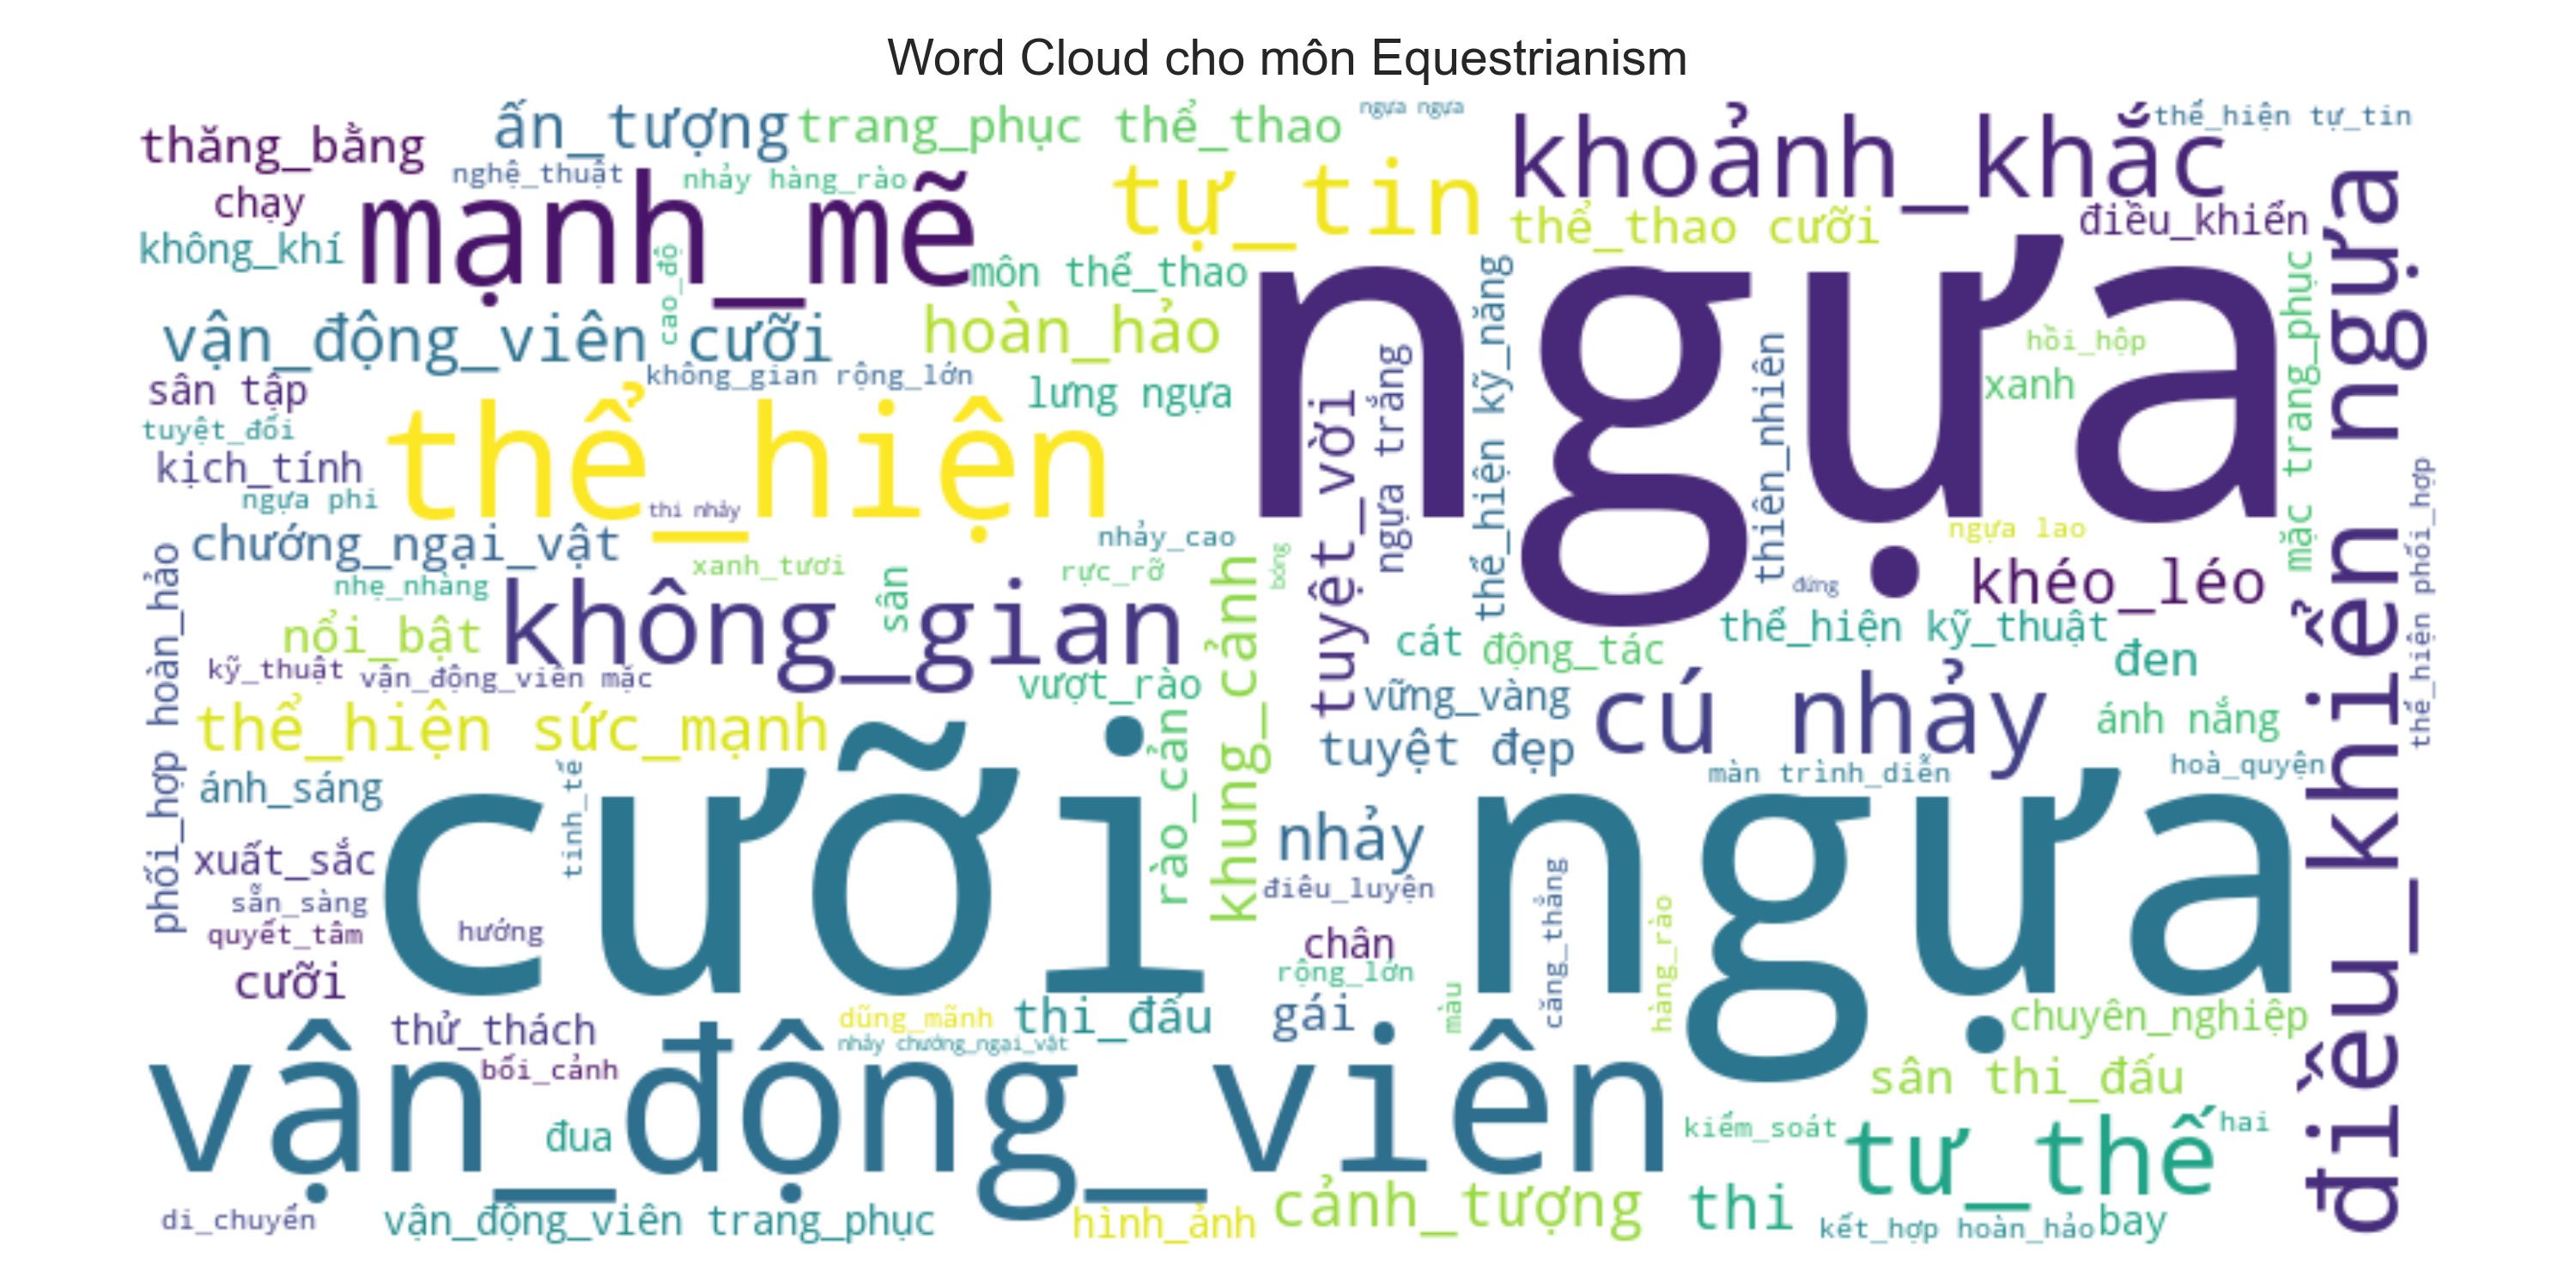 Word Cloud cho môn Equestrianism
ngựa ngựa
thăng_bằng
ấn_tượng
trang_phục thể_thao
khoảnh_khắc
thể_hiện tự_tin
nghệ_thuật
nhảy hàng_rào
mạnh_mẽ
tự_tin
chạy
thể_thao cưỡi
điều_khiển
không_khí
cao_độ
môn thể_thao
ngựa
vận_động_viên cưỡi
hoàn_hảo
thể_hiện kỹ_năng
thiên_nhiên
hồi_hộp
mặc trang_phục
điều_khiển ngựa
sân tập
không_gian rộng_lớn
lưng ngựa
tuyệt_vời
ngựa trắng
xanh
tuyệt_đối
thể_hiện
kịch_tính
ngựa phi
thi nhảy
chướng_ngại_vật
nhảy_cao
ngựa lao
xanh_tươi
rực_rỡ
bóng
đứng
khéo_léo
nhẹ_nhàng
không_gian
sân
khung_cảnh
phối_hợp hoàn_hảo
thể_hiện phối_hợp
nổi_bật
cát
động_tác
thể_hiện kỹ_thuật
đen
kỹ_thuật
vận_động_viên mặc
vượt_rào
vững_vàng
cú nhảy
thể_hiện sức_mạnh
ánh nắng
tuyệt đẹp
màn trình_diễn
hoà_quyện
ánh_sáng
tinh_tế
cưỡi ngựa
rào_cản
nhảy
xuất_sắc
điêu_luyện
sẵn_sàng
quyết_tâm
hướng
chân
căng_thẳng
hàng_rào
rộng_lớn
cưỡi
màu
gái
dũng_mãnh
thi_đấu
chuyên_nghiệp
thử_thách
nhảy chướng_ngại_vật
bối_cảnh
vận_động_viên
sân thi_đấu
đua
kiểm_soát
tư_thế
hai
di_chuyển
vận_động_viên trang_phục
hình_ảnh
cảnh_tượng
thi
kết_hợp hoàn_hảo
bay